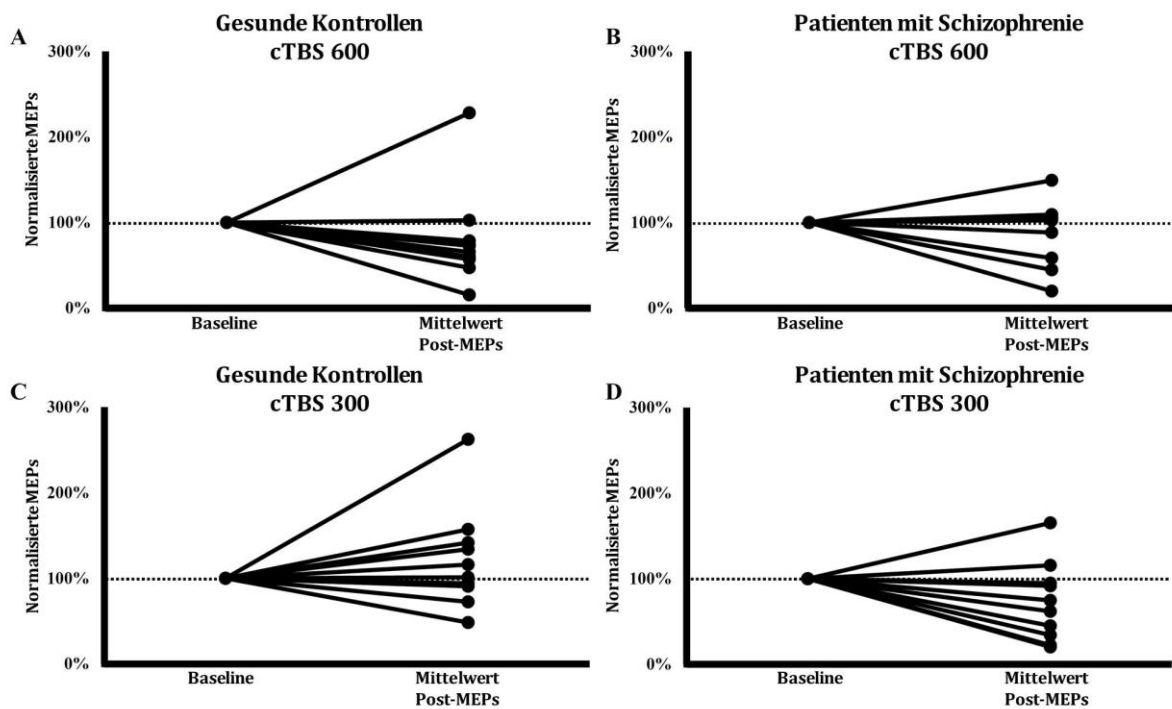 A
Gesunde Kontrollen
cTBS 600
300%
200%
100%
0%
Normalisierte MEPs
Baseline
Mittelwert
Post-MEPs
B
Patienten mit Schizophrenie
cTBS 600
300%
200%
100%
0%
Normalisierte MEPs
Baseline
Mittelwert
Post-MEPs
C
Gesunde Kontrollen
cTBS 300
300%
200%
100%
0%
Normalisierte MEPs
Baseline
Mittelwert
Post-MEPs
D
Patienten mit Schizophrenie
cTBS 300
300%
200%
100%
0%
Normalisierte MEPs
Baseline
Mittelwert
Post-MEPs